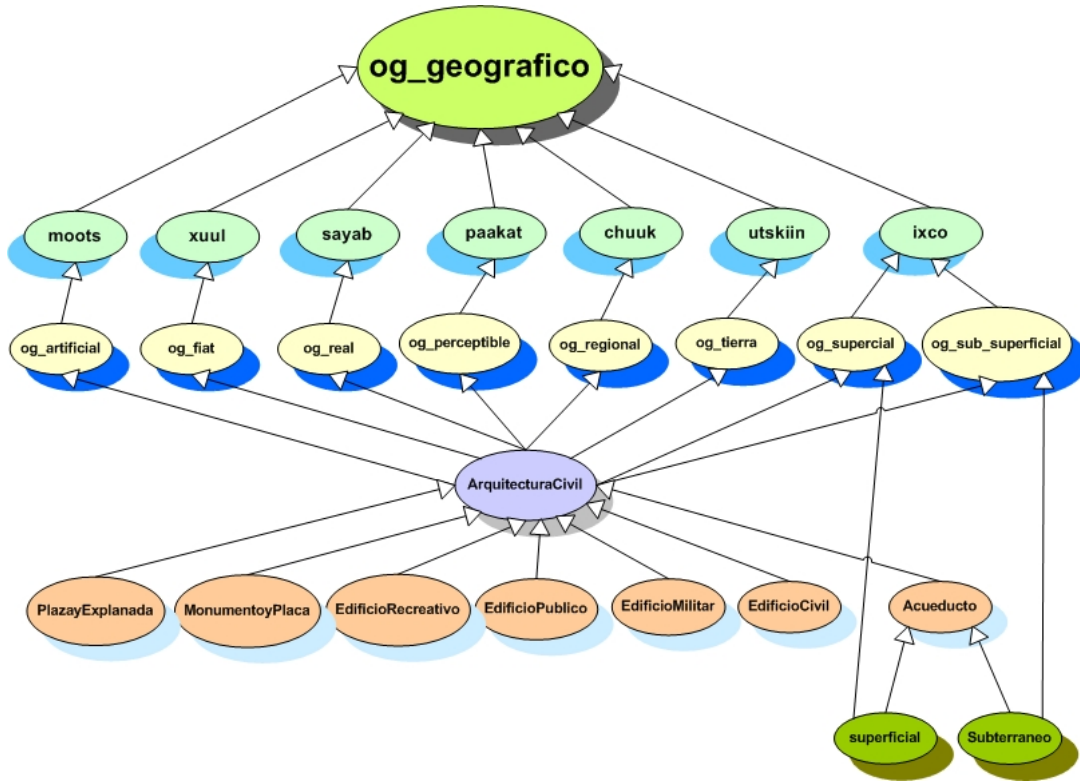 og_geografico
moots
xuul
sayab
paakat
chuuk
utskiin
ixco
og_artificial
og_fiat
og_real
og_perceptible
og_regional
og_tierra
og_supercial
og_sub_superficial
ArquitecturaCivil
PlazayExplanada
MonumentoyPlaca
EdificioRecreativo
EdificioPublico
EdificioMilitar
EdificioCivil
Acueducto
superficial
Subterraneo